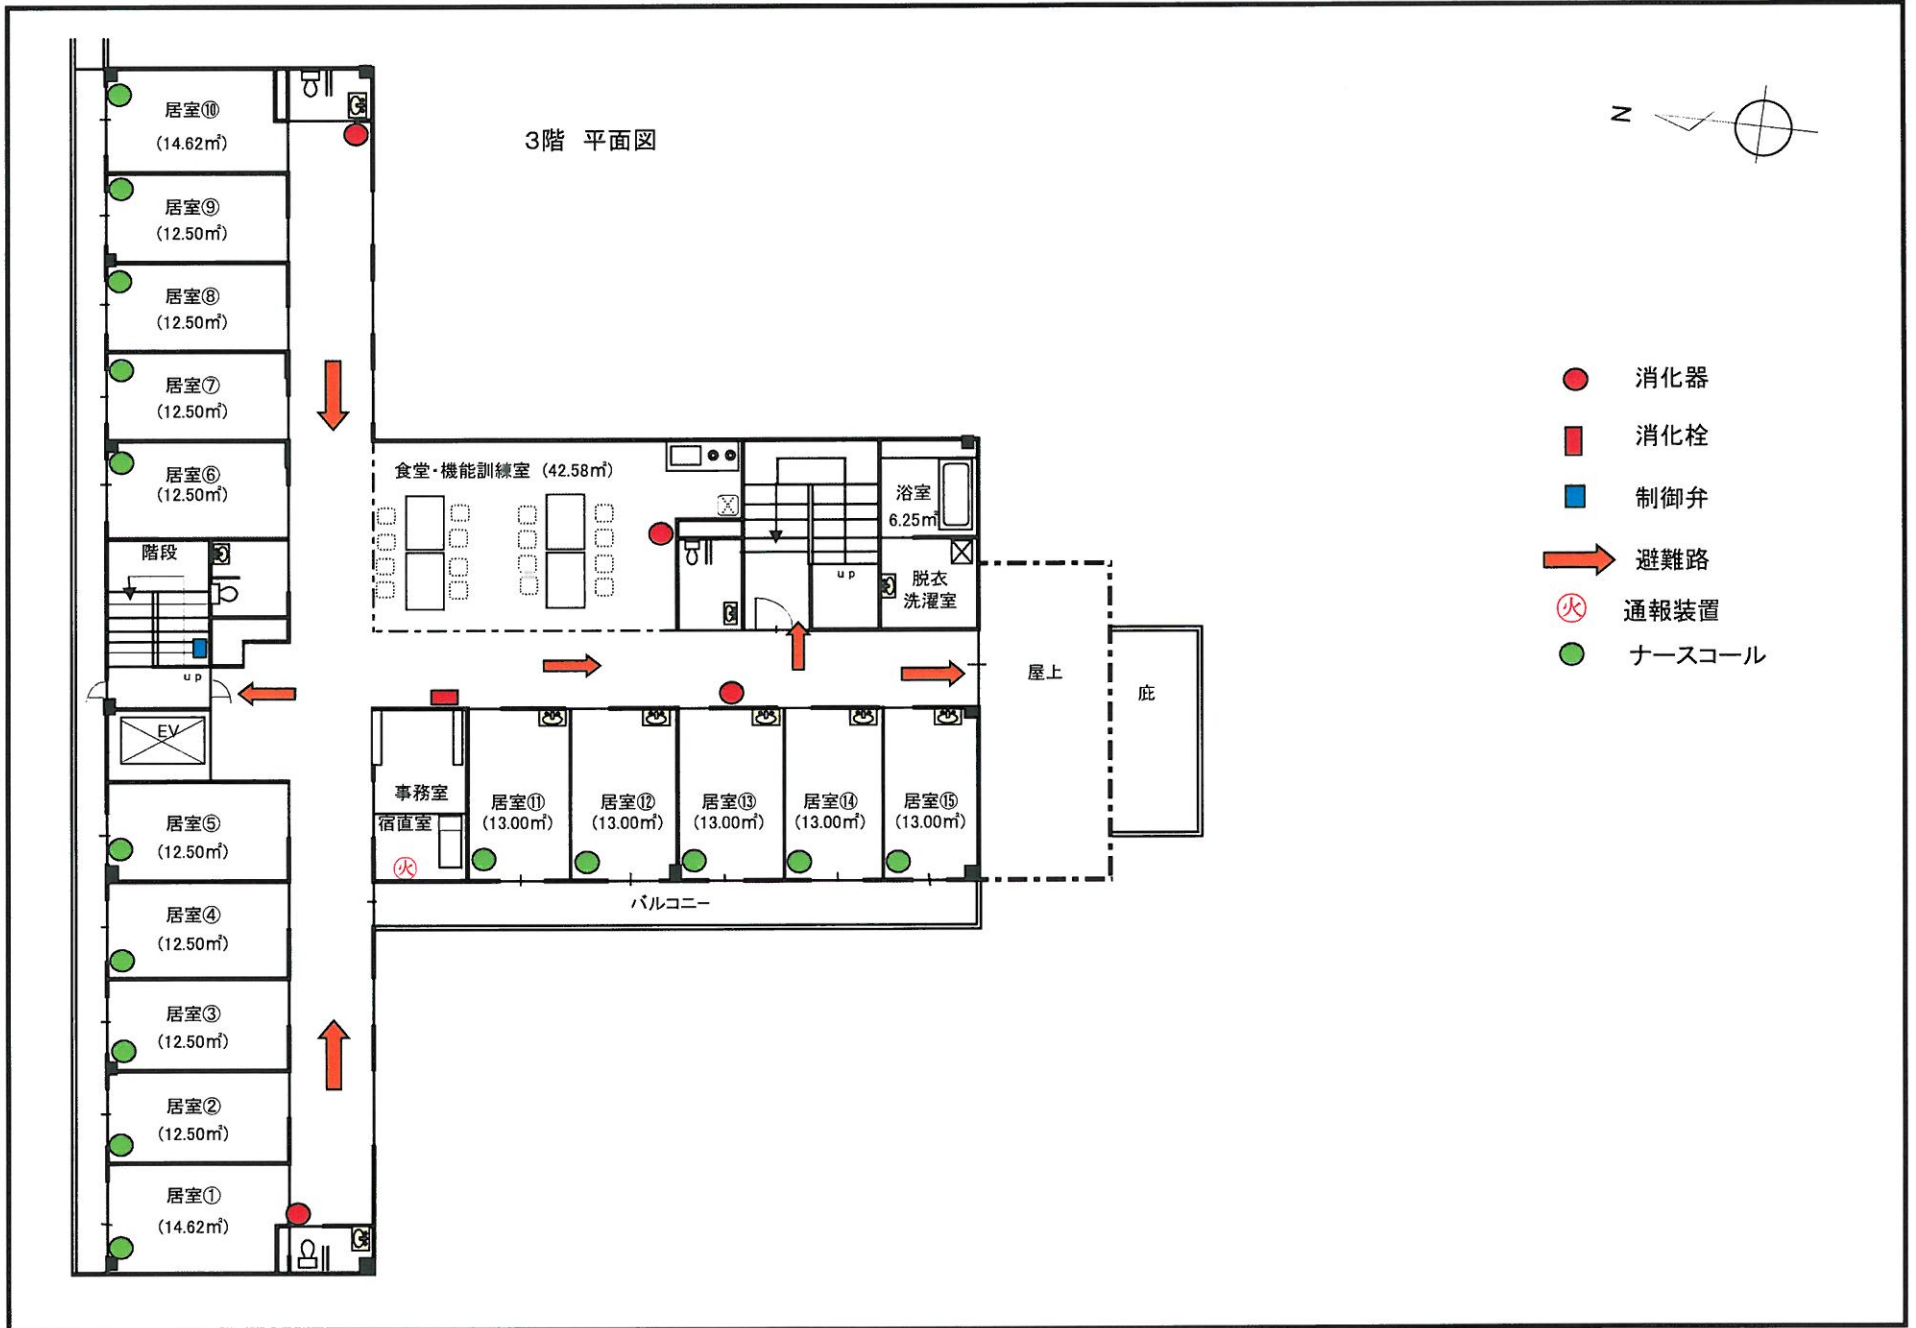 3階 平面図
N
居室⑩
(14.62㎡)
居室⑨
(12.50㎡)
居室⑧
(12.50㎡)
居室⑦
(12.50㎡)
居室⑥
(12.50㎡)
階段
up
EV
居室⑤
(12.50㎡)
居室④
(12.50㎡)
居室③
(12.50㎡)
居室②
(12.50㎡)
居室①
(14.62㎡)
食堂・機能訓練室 (42.58㎡)
up
浴室
6.25㎡
脱衣
洗濯室
屋上
庇
事務室
宿直室
火
居室⑪
(13.00㎡)
居室⑫
(13.00㎡)
居室⑬
(13.00㎡)
居室⑭
(13.00㎡)
居室⑮
(13.00㎡)
バルコニー
消化器
消化栓
制御弁
避難路
火 通報装置
ナースコール